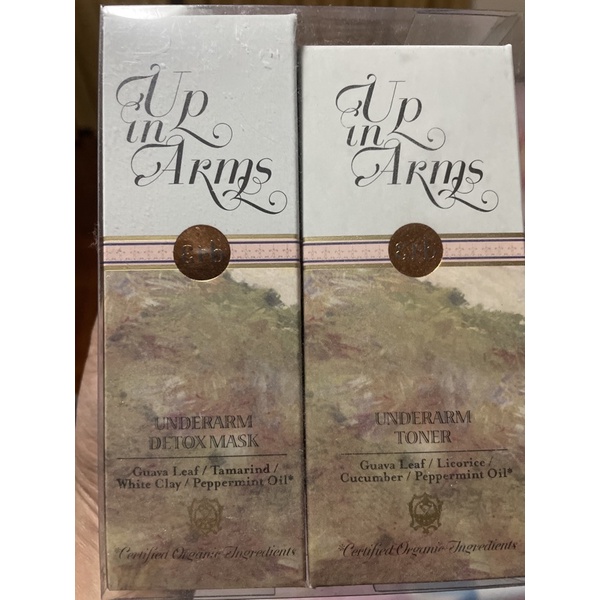 Up
in
Arms
UNDERARM
DETOX MASK
Guava Leaf / Tamarind /
White Clay / Peppermint Oil*
*Certified Organic Ingredients
Up
in
Arms
UNDERARM
TONER
Guava Leaf / Licorice /
Cucumber / Peppermint Oil*
*Certified Organic Ingredients